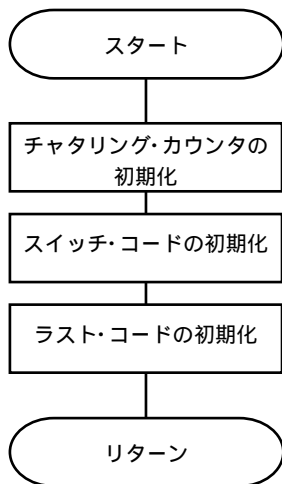 スタート
チャタリング・カウンタの
初期化
スイッチ・コードの初期化
ラスト・コードの初期化
リターン